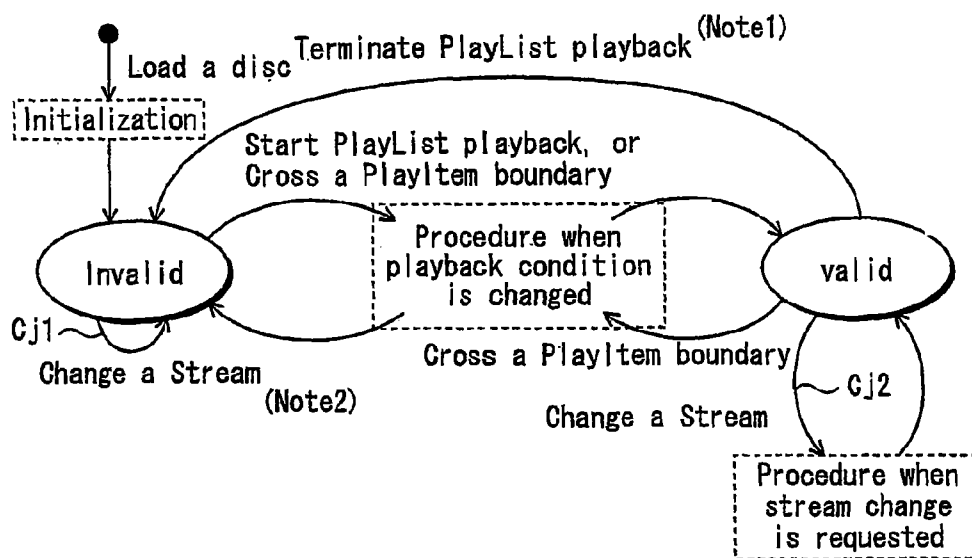 Load a disc
Terminate PlayList playback(Note1)
Initialization
Start PlayList playback, or
Cross a PlayItem boundary
Procedure when
playback condition
is changed
Invalid
valid
Cj1
Change a Stream
(Note2)
Cross a PlayItem boundary
Cj2
Change a Stream
Procedure when
stream change
is requested